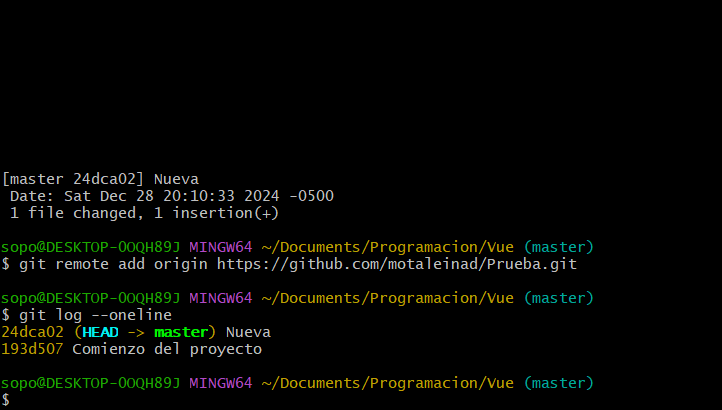 [master 24dca02] Nueva
 Date: Sat Dec 28 20:10:33 2024 -0500
 1 file changed, 1 insertion(+)
sopo@DESKTOP-OOQH89J MINGW64 ~/Documents/Programacion/Vue (master)
$ git remote add origin https://github.com/motaleinad/Prueba.git
sopo@DESKTOP-OOQH89J MINGW64 ~/Documents/Programacion/Vue (master)
$ git log --oneline
24dca02 (HEAD -> master) Nueva
193d507 Comienzo del proyecto
sopo@DESKTOP-OOQH89J MINGW64 ~/Documents/Programacion/Vue (master)
$